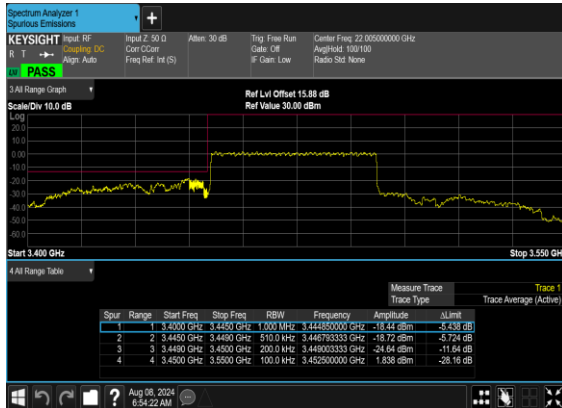 Spectrum Analyzer 1
Spurious Emissions
+
KEYSIGHT
R T
LV PASS
Input: RF
Coupling: DC
Align: Auto
Input Z: 50 Ω
Corr CCorr
Freq Ref: Int (S)
Atten: 30 dB
Trig: Free Run
Gate: Off
IF Gain: Low
Center Freq: 22.005000000 GHz
Avg|Hold: 100/100
Radio Std: None
3 All Range Graph
Scale/Div 10.0 dB
Ref Lvl Offset 15.88 dB
Ref Value 30.00 dBm
Log
20.0
10.0
0.00
-10.0
-20.0
-30.0
-40.0
-50.0
-60.0
Start 3.400 GHz
Stop 3.550 GH
4 All Range Table
Measure Trace Trace 1
Trace Type Trace Average (Active)
Spur Range Start Freq Stop Freq RBW Frequency Amplitude ΔLimit
1 1 3.4000 GHz 3.4450 GHz 1.000 MHz 3.444850000 GHz -18.44 dBm -5.438 dB
2 2 3.4450 GHz 3.4490 GHz 510.0 kHz 3.446793333 GHz -18.72 dBm -5.724 dB
3 3 3.4490 GHz 3.4500 GHz 200.0 kHz 3.449003333 GHz -24.64 dBm -11.64 dB
4 4 3.4500 GHz 3.5500 GHz 100.0 kHz 3.452500000 GHz 1.838 dBm -28.16 dB
?
Aug 08, 2024
6:54:22 AM